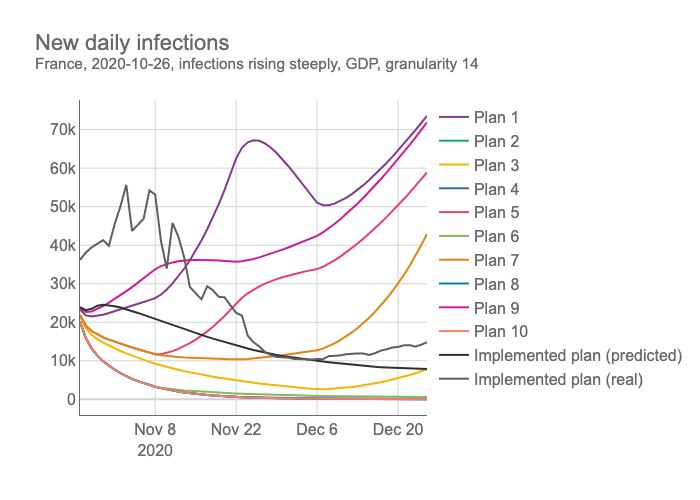 New daily infections
France, 2020-10-26, infections rising steeply, GDP, granularity 14
70k
60k
50k
40k
30k
20k
10k
0
Nov 8
2020
Nov 22
Dec 6
Dec 20
Plan 1
Plan 2
Plan 3
Plan 4
Plan 5
Plan 6
Plan 7
Plan 8
Plan 9
Plan 10
Implemented plan (predicted)
Implemented plan (real)